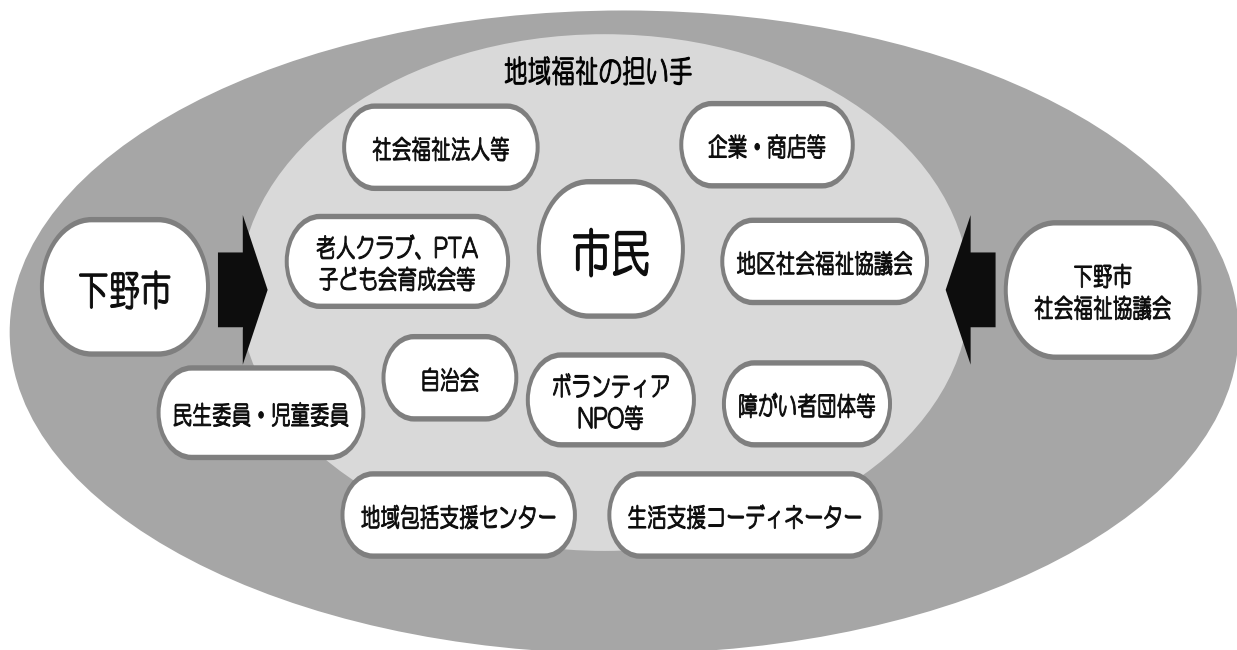 地域福祉の担い手
社会福祉法人等
企業・商店等
市民
老人クラブ、PTA
子ども会育成会等
地区社会福祉協議会
下野市
下野市
社会福祉協議会
自治会
ボランティア
NPO等
障がい者団体等
民生委員・児童委員
地域包括支援センター
生活支援コーディネーター